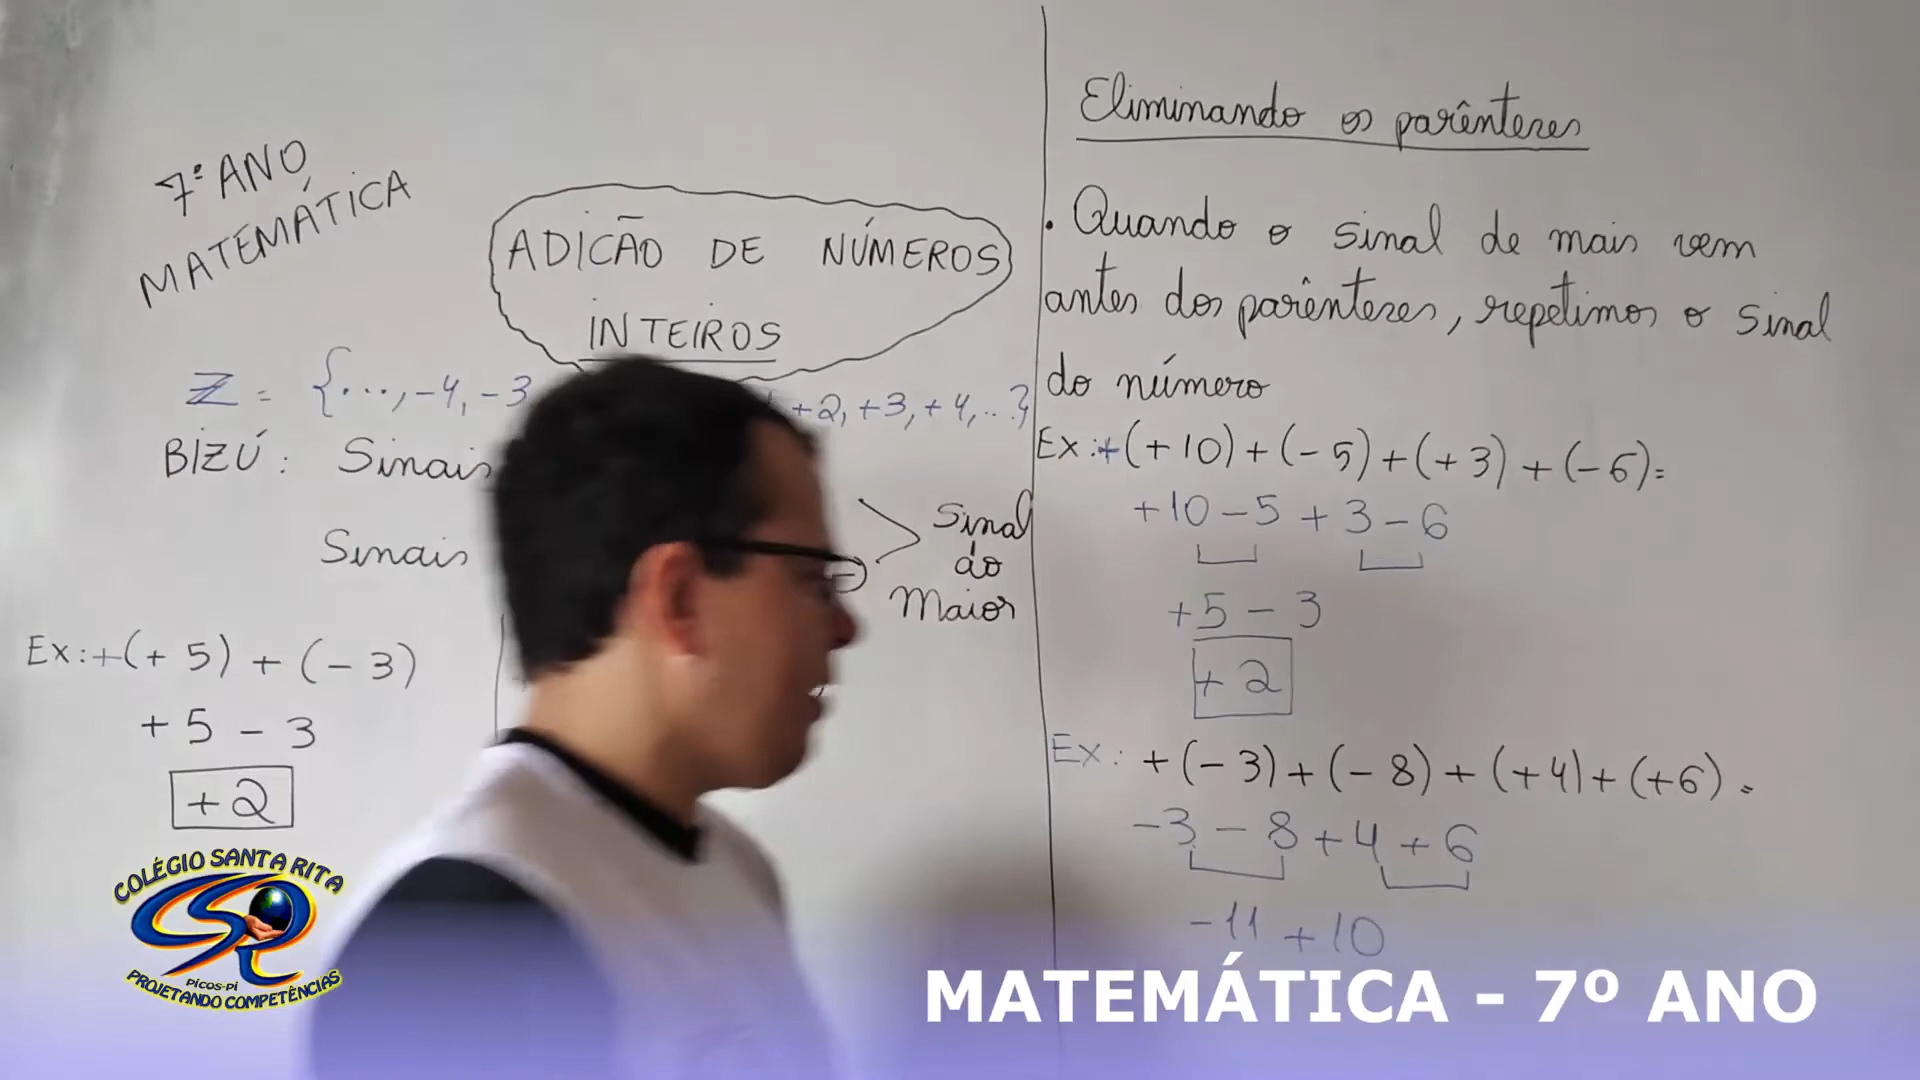 7º ANO
MATEMÁTICA
ADICÃO DE NÚMEROS
INTEIROS
Z = {..., -4, -3
+2, +3, +4, ...}
BIZÚ: Sinais
Sinais
Sinal
do
Maior
Ex: +(+5) + (-3)
+5 - 3
+2
Eliminando os parênteses
. Quando o sinal de mais vem
antes dos parênteses, repetimos o sinal
do número
Ex: +(+10) + (-5) + (+3) + (-6) =
+10 - 5 + 3 - 6
+5 - 3
+2
Ex: +(-3) + (-8) + (+4) + (+6) =
-3 - 8 + 4 + 6
-11 + 10
COLÉGIO SANTA RITA
PICOS-PI
PROJETANDO COMPETÊNCIAS
MATEMÁTICA - 7º ANO